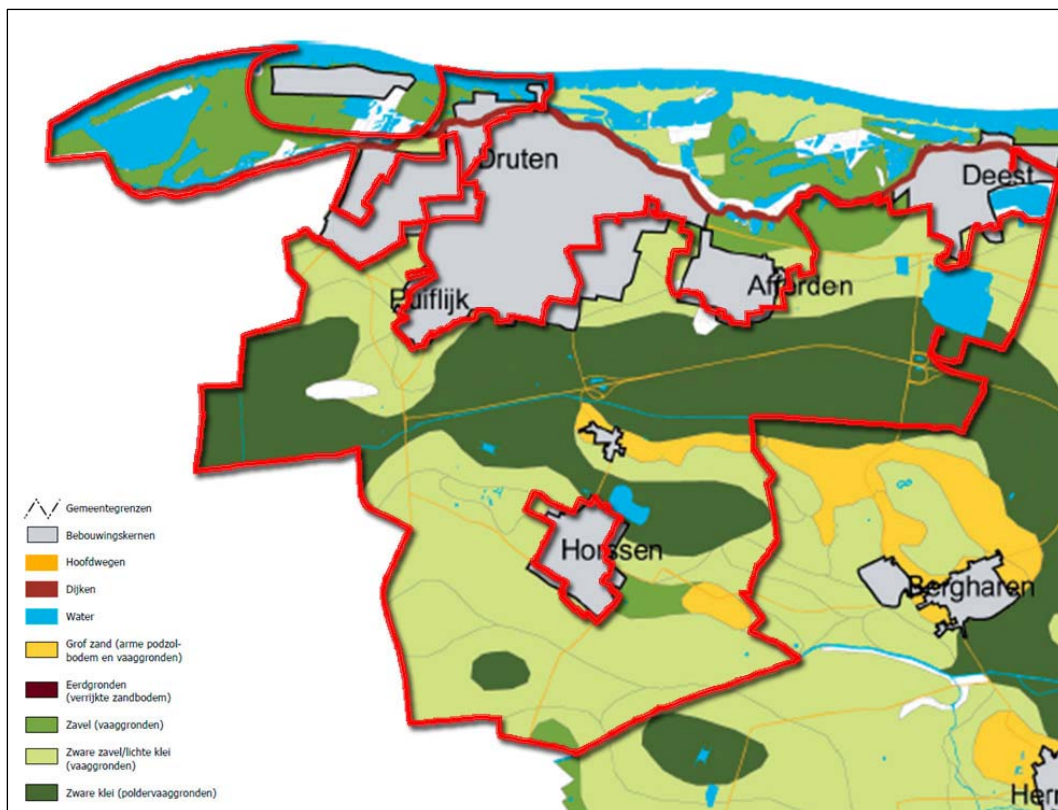 Druten
Deest
Puiflijk
Afferden
Horssen
Bergharen
Gemeentegrenzen
Bebouwingskernen
Hoofdwegen
Dijken
Water
Grof zand (arme podzol-
bodem en vaaggronden)
Eerdgronden
(verrijkte zandbodem)
Zavel (vaaggronden)
Zware zavel/lichte klei
(vaaggronden)
Zware klei (poldervaaggronden)